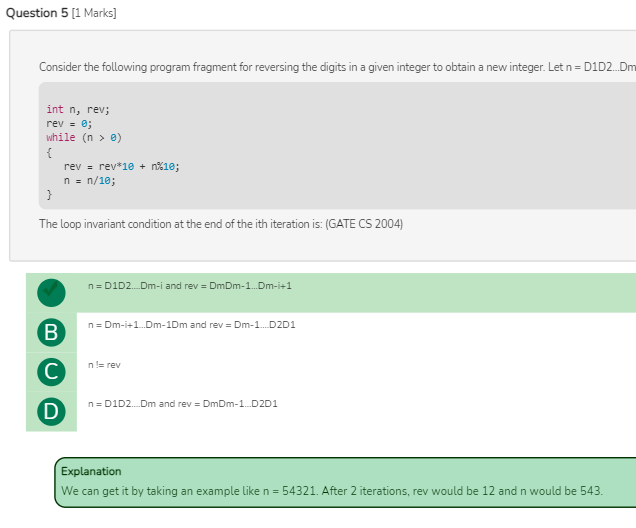 Question 5 [1 Marks]
Consider the following program fragment for reversing the digits in a given integer to obtain a new integer. Let n = D1D2…Dm
int n, rev;
rev = 0;
while (n > 0)
{
rev = rev*10 + n%10;
n = n/10;
}
The loop invariant condition at the end of the ith iteration is: (GATE CS 2004)
n = D1D2….Dm-i and rev = DmDm-1…Dm-i+1
B
n = Dm-i+1…Dm-1Dm and rev = Dm-1….D2D1
C
n != rev
D
n = D1D2….Dm and rev = DmDm-1…D2D1
Explanation
We can get it by taking an example like n = 54321. After 2 iterations, rev would be 12 and n would be 543.